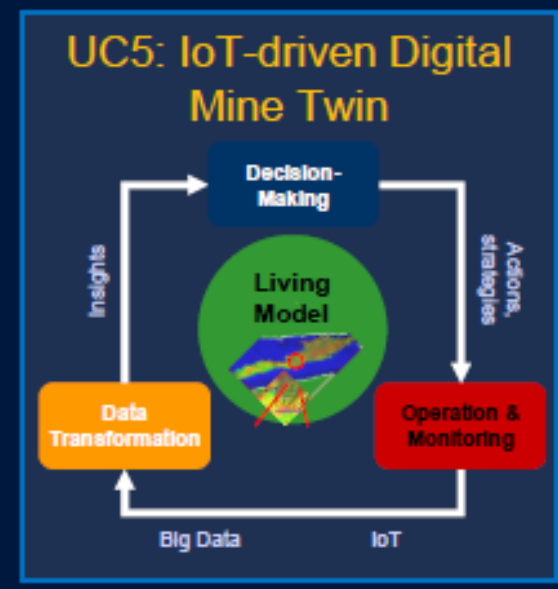 UC5: IoT-driven Digital
Mine Twin
Decision-
Making
Insights
Actions,
strategies
Living
Model
Data
Transformation
Operation &
Monitoring
Big Data
IoT